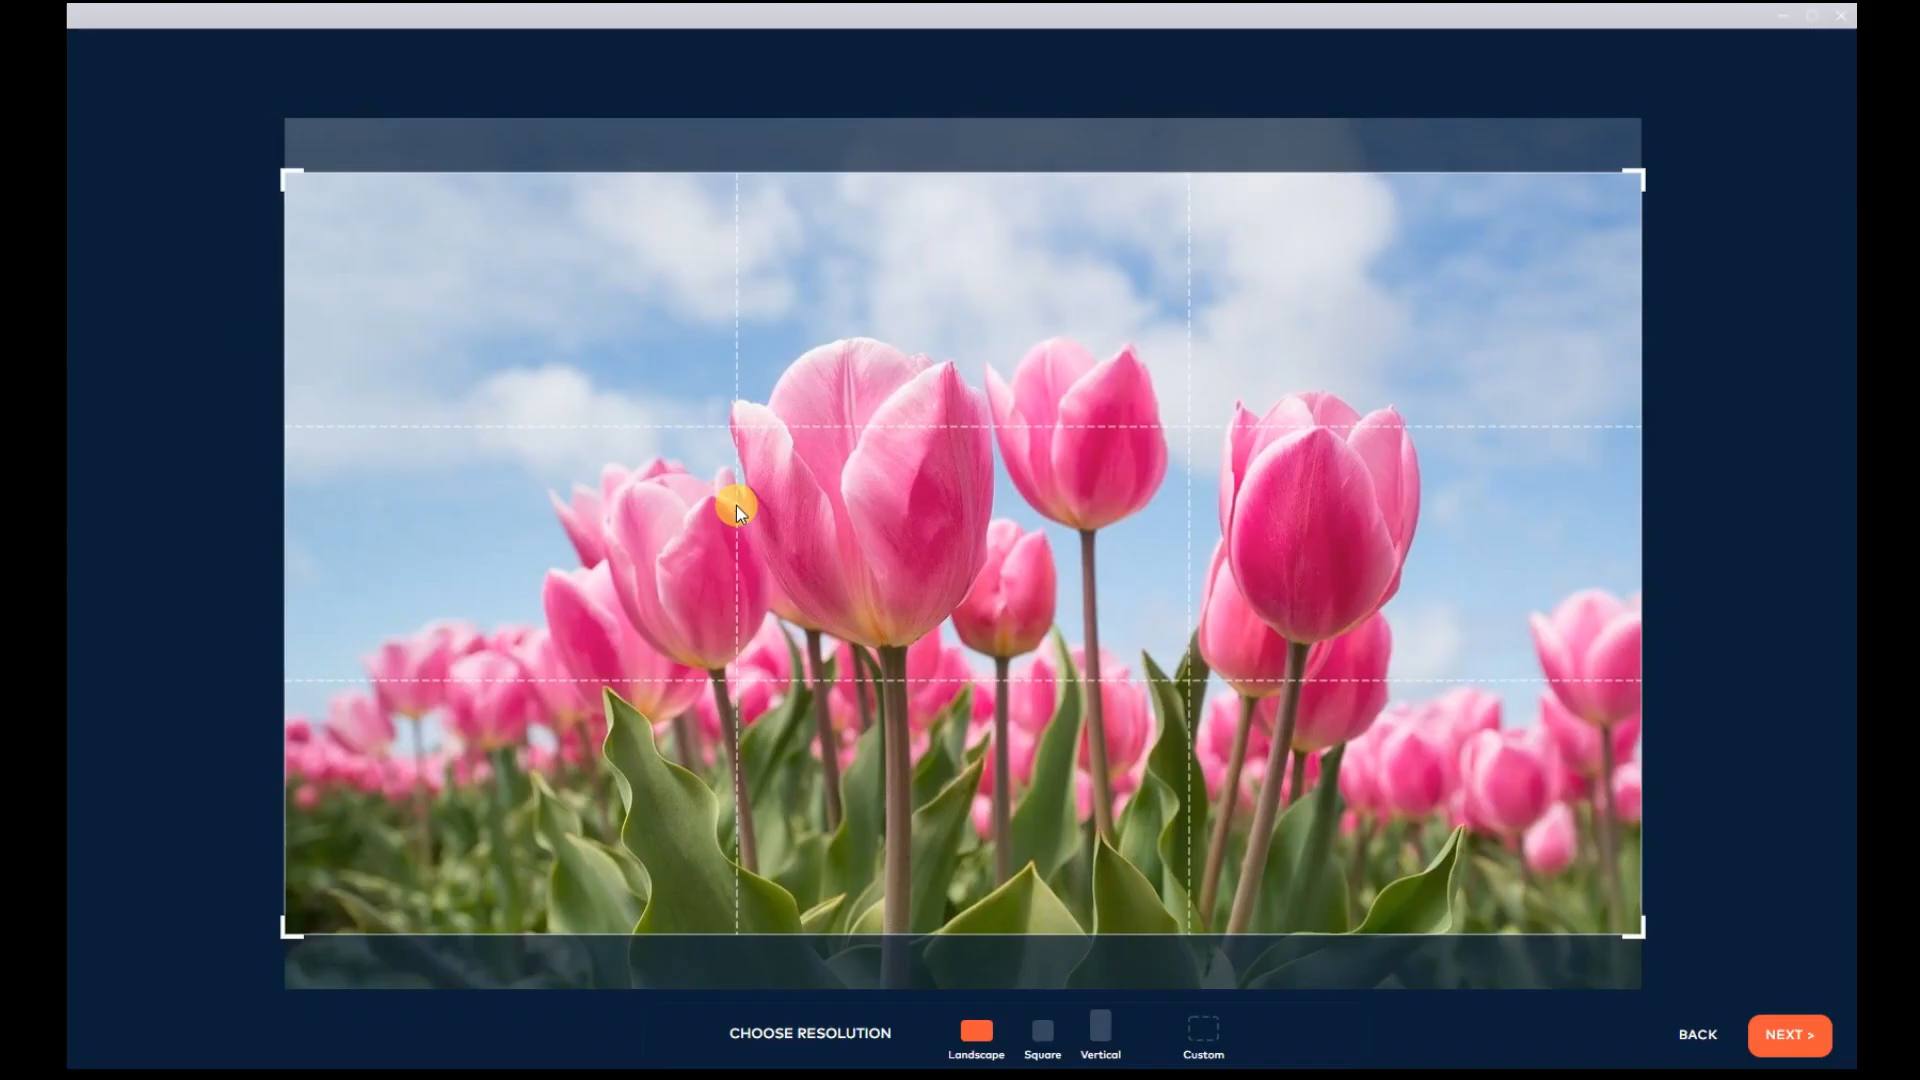 CHOOSE RESOLUTION
Landscape
Square
Vertical
Custom
BACK
NEXT >